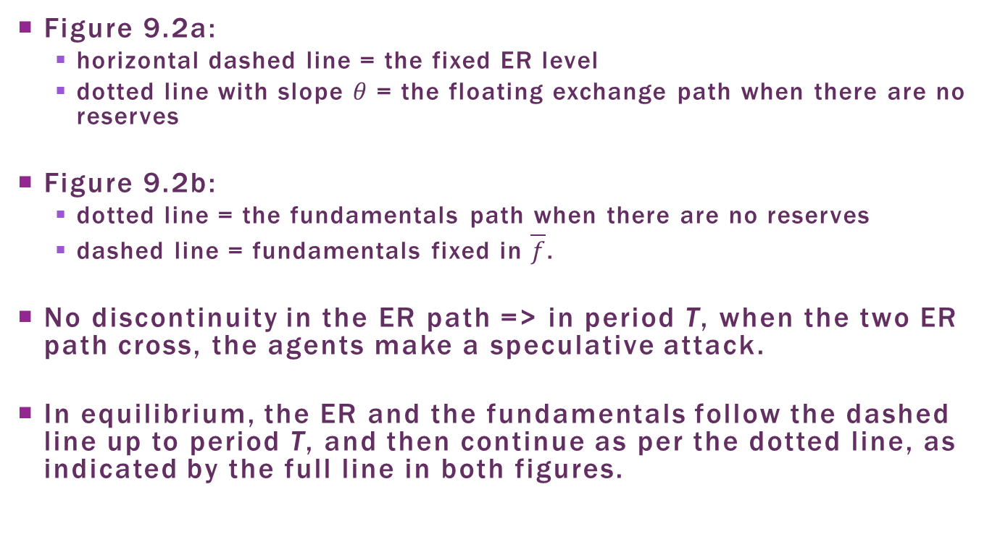 ▪ Figure 9.2a:
▪ horizontal dashed line = the fixed ER level
▪ dotted line with slope θ = the floating exchange path when there are no
reserves
▪ Figure 9.2b:
▪ dotted line = the fundamentals path when there are no reserves
▪ dashed line = fundamentals fixed in f̅.
▪ No discontinuity in the ER path => in period T, when the two ER
path cross, the agents make a speculative attack.
▪ In equilibrium, the ER and the fundamentals follow the dashed
line up to period T, and then continue as per the dotted line, as
indicated by the full line in both figures.